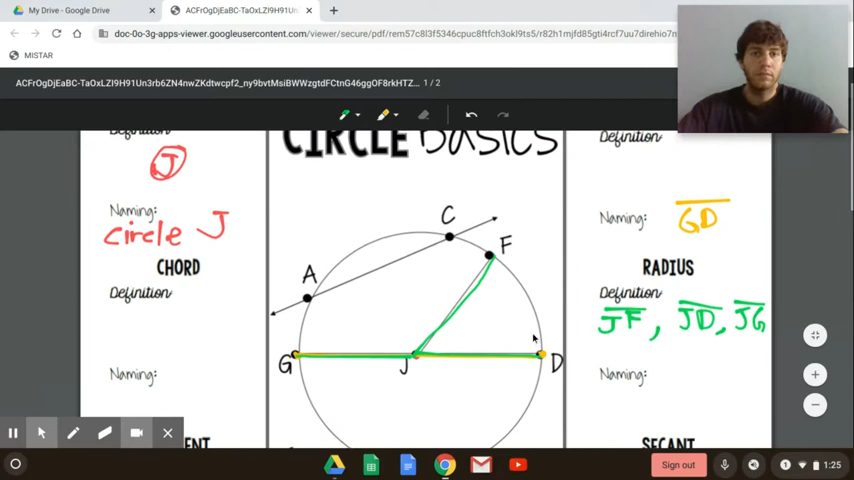 My Drive - Google Drive
ACFrOgDjEaBC-TaOxLZI9H91Un
doc-0o-3g-apps-viewer.googleusercontent.com/viewer/secure/pdf/rem57c8l3f5346cpuc8ftfch3okl9ts5/r82h1mjfd85gti4rcf7uu7direhio7n
MISTAR
ACFrOgDjEaBC-TaOxLZI9H91Un3rb6ZN4nwZKdtwcpf2_ny9bvtMsiBWWzgtdFCtnG46ggOF8rkHTZ...
1 / 2
Definition:
J
Naming:
circle J
CHORD
Definition:
Naming:
CIRCLE BASICS
C
F
A
G
J
D
Definition:
Naming:
GD
RADIUS
Definition:
JF, JD, JG
Naming:
SECANT
Sign out
1
1:25